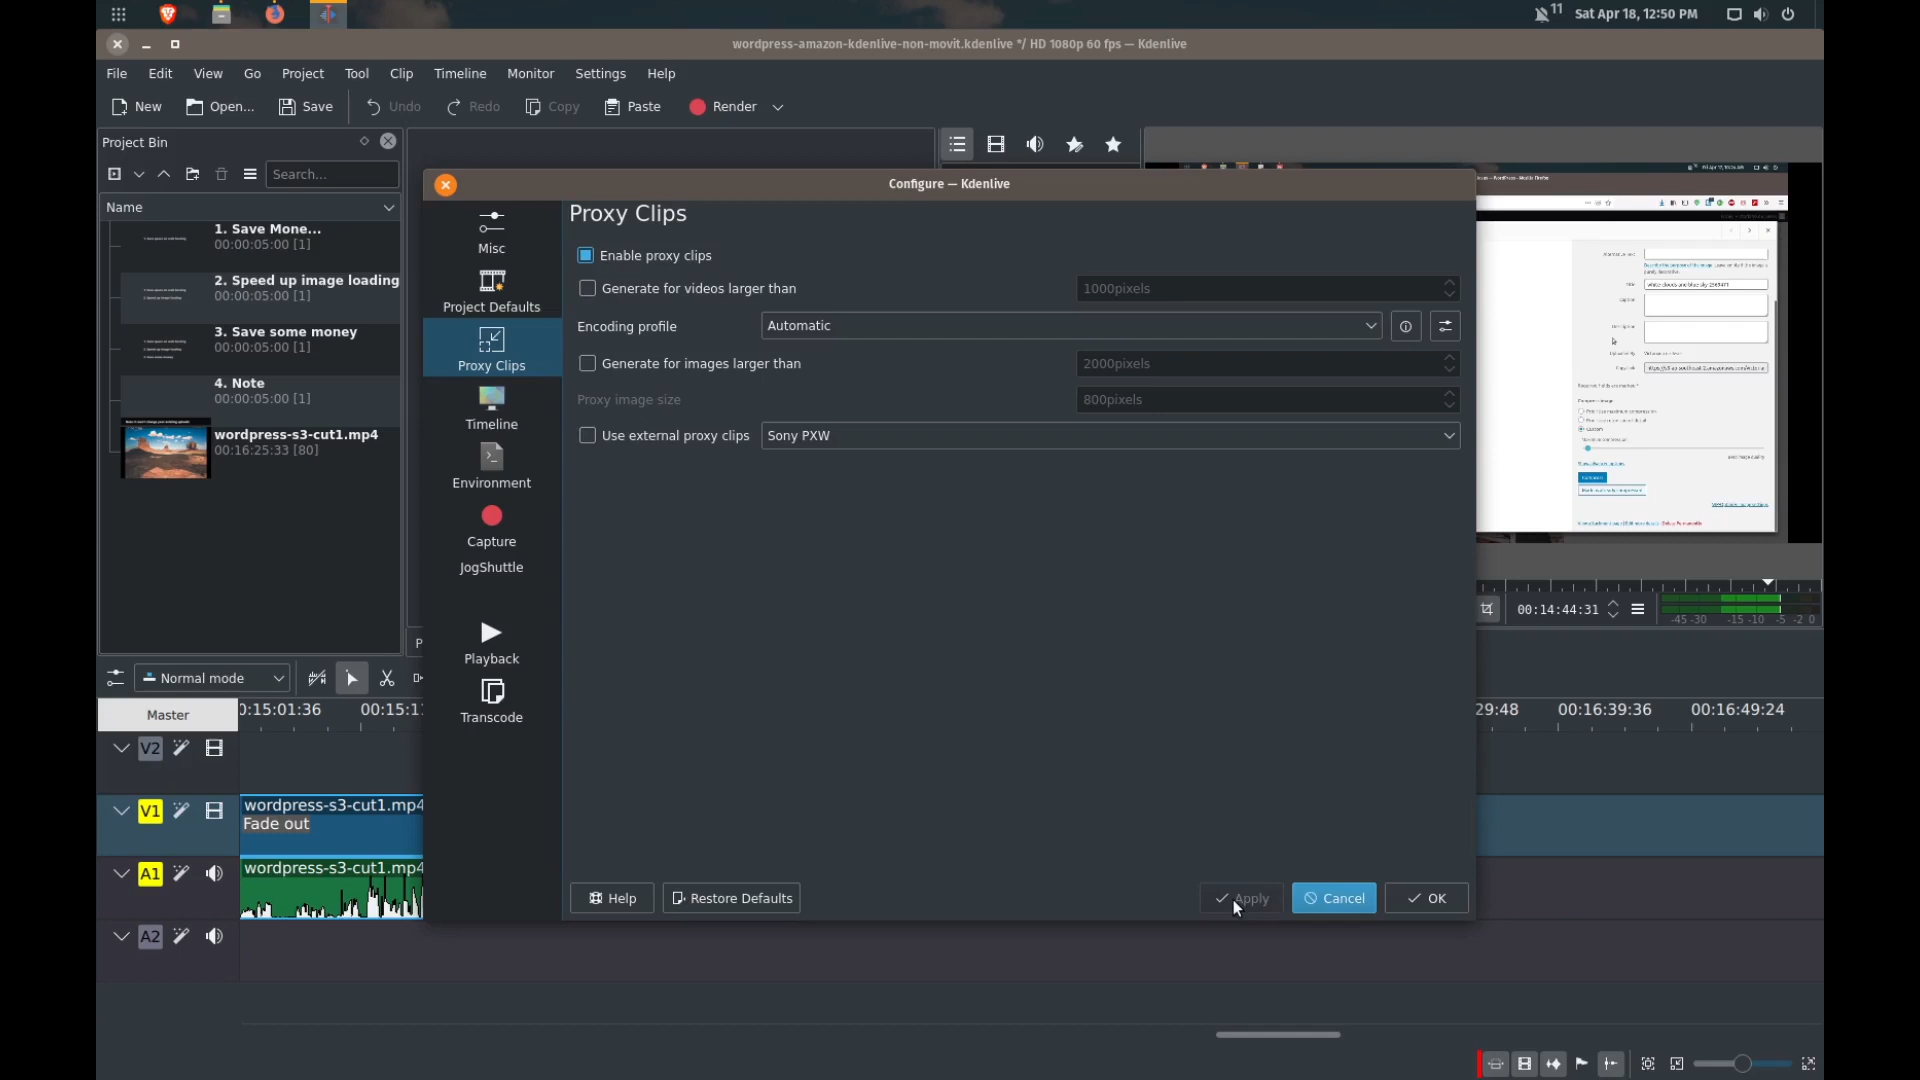 11 Sat Apr 18, 12:50 PM
wordpress-amazon-kdenlive-non-movit.kdenlive */ HD 1080p 60 fps — Kdenlive
File Edit View Go Project Tool Clip Timeline Monitor Settings Help
New Open... Save Undo Redo Copy Paste Render
Project Bin
Search...
Name
1. Save Mone...
00:00:05:00 [1]
2. Speed up image loading
00:00:05:00 [1]
3. Save some money
00:00:05:00 [1]
4. Note
00:00:05:00 [1]
wordpress-s3-cut1.mp4
00:16:25:33 [80]
Configure — Kdenlive
Misc
Project Defaults
Proxy Clips
Timeline
Environment
Capture
JogShuttle
Playback
Transcode
Proxy Clips
Enable proxy clips
Generate for videos larger than 1000pixels
Encoding profile Automatic
Generate for images larger than 2000pixels
Proxy image size 800pixels
Use external proxy clips Sony PXW
Help Restore Defaults Apply Cancel OK
00:14:44:31
-45 -30 -15 -10 -5 -2 0
Normal mode
Master
0:15:01:36 00:15:1 29:48 00:16:39:36 00:16:49:24
V2
V1
wordpress-s3-cut1.mp4
Fade out
A1
wordpress-s3-cut1.mp4
A2